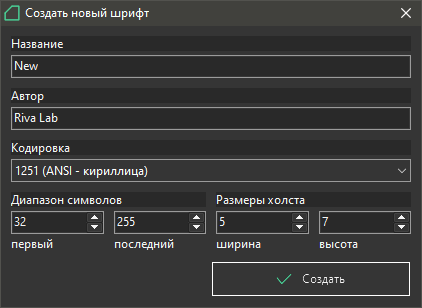 Создать новый шрифт
Название
New
Автор
Riva Lab
Кодировка
1251 (ANSI - кириллица)
Диапазон символов Размеры холста
32 255 5 7
первый последний ширина высота
Создать